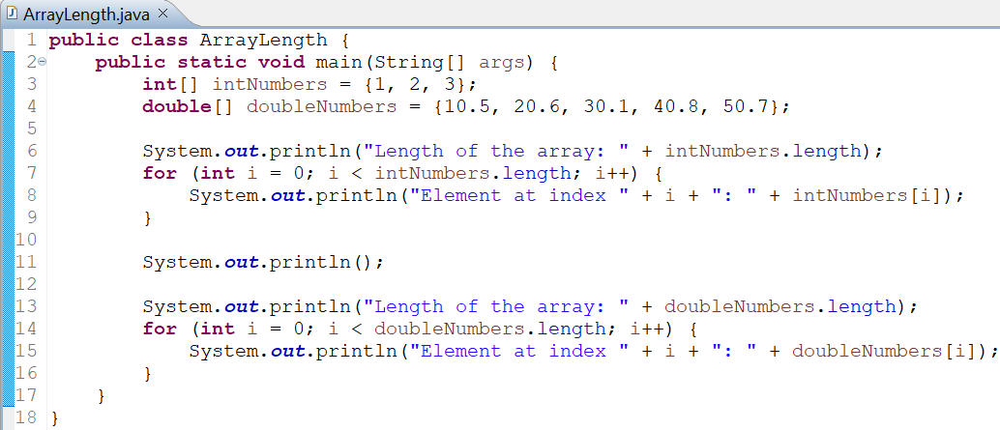 ArrayLength.java
1 public class ArrayLength {
2     public static void main(String[] args) {
3         int[] intNumbers = {1, 2, 3};
4         double[] doubleNumbers = {10.5, 20.6, 30.1, 40.8, 50.7};
5
6         System.out.println("Length of the array: " + intNumbers.length);
7         for (int i = 0; i < intNumbers.length; i++) {
8             System.out.println("Element at index " + i + ": " + intNumbers[i]);
9         }
10
11         System.out.println();
12
13         System.out.println("Length of the array: " + doubleNumbers.length);
14         for (int i = 0; i < doubleNumbers.length; i++) {
15             System.out.println("Element at index " + i + ": " + doubleNumbers[i]);
16         }
17     }
18 }